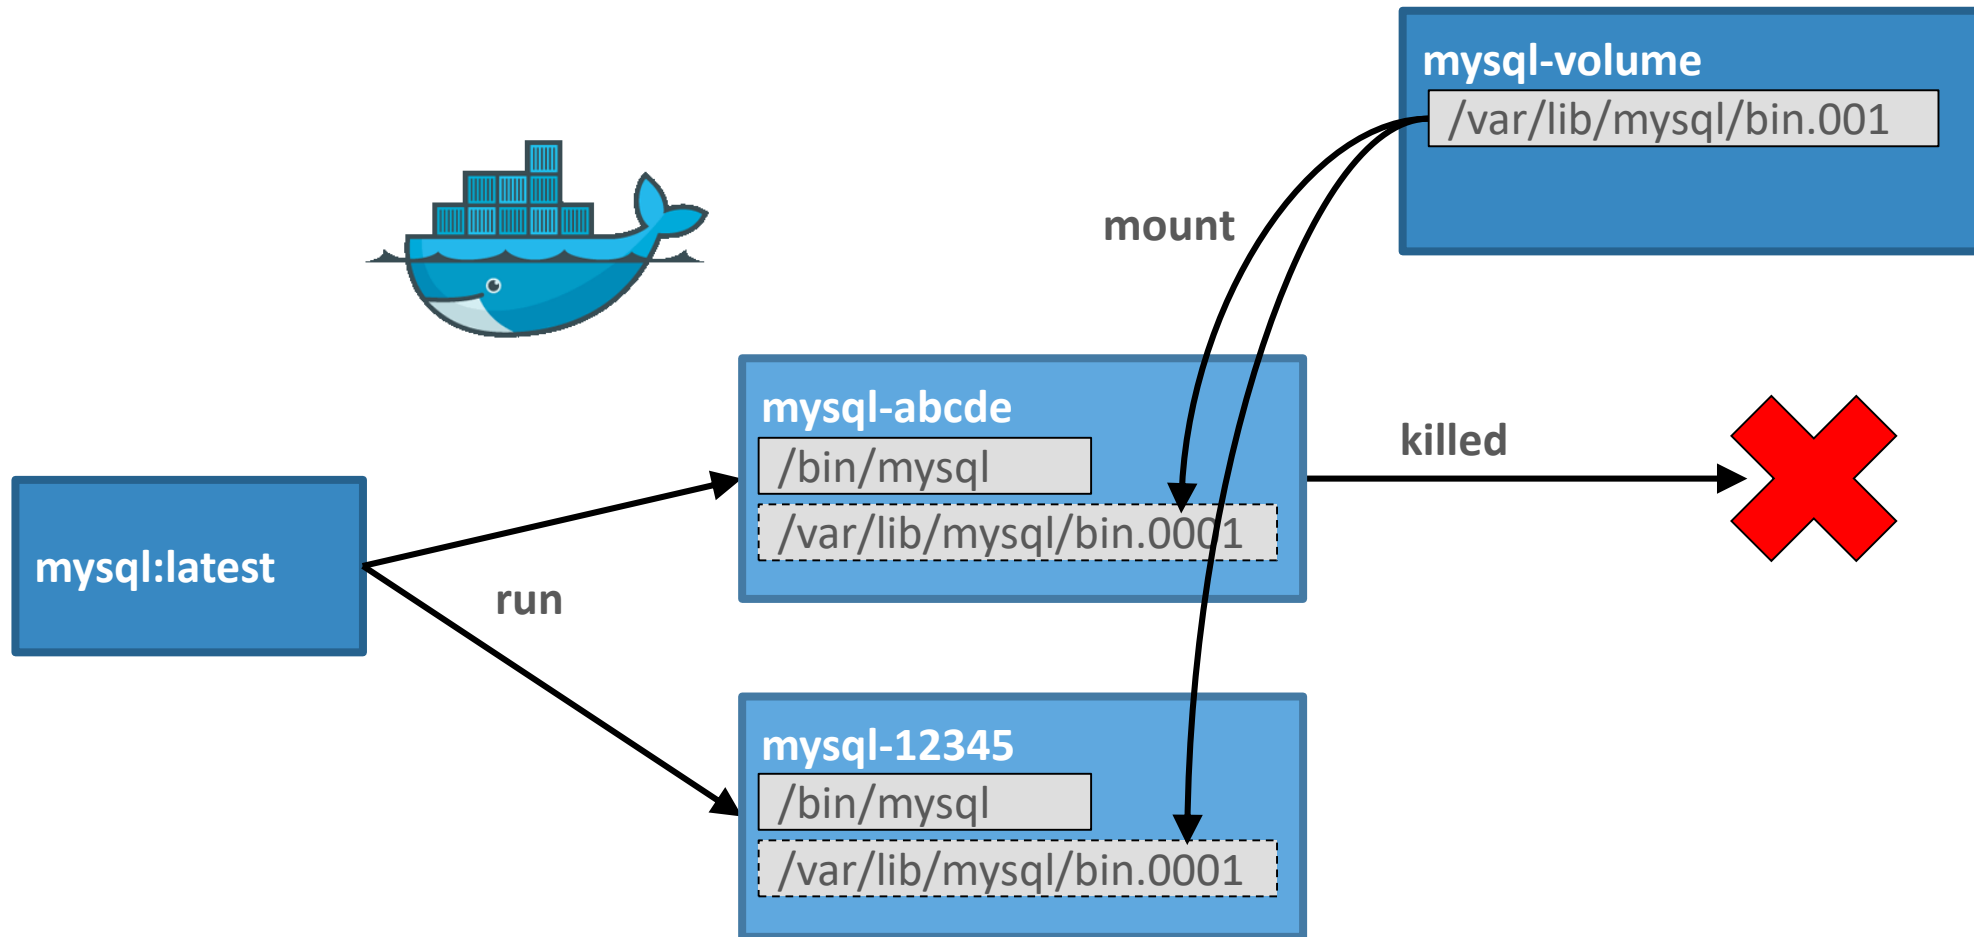 mysql-volume
/var/lib/mysql/bin.001
mount
mysql-abcde
/bin/mysql
/var/lib/mysql/bin.0001
killed
mysql:latest
run
mysql-12345
/bin/mysql
/var/lib/mysql/bin.0001